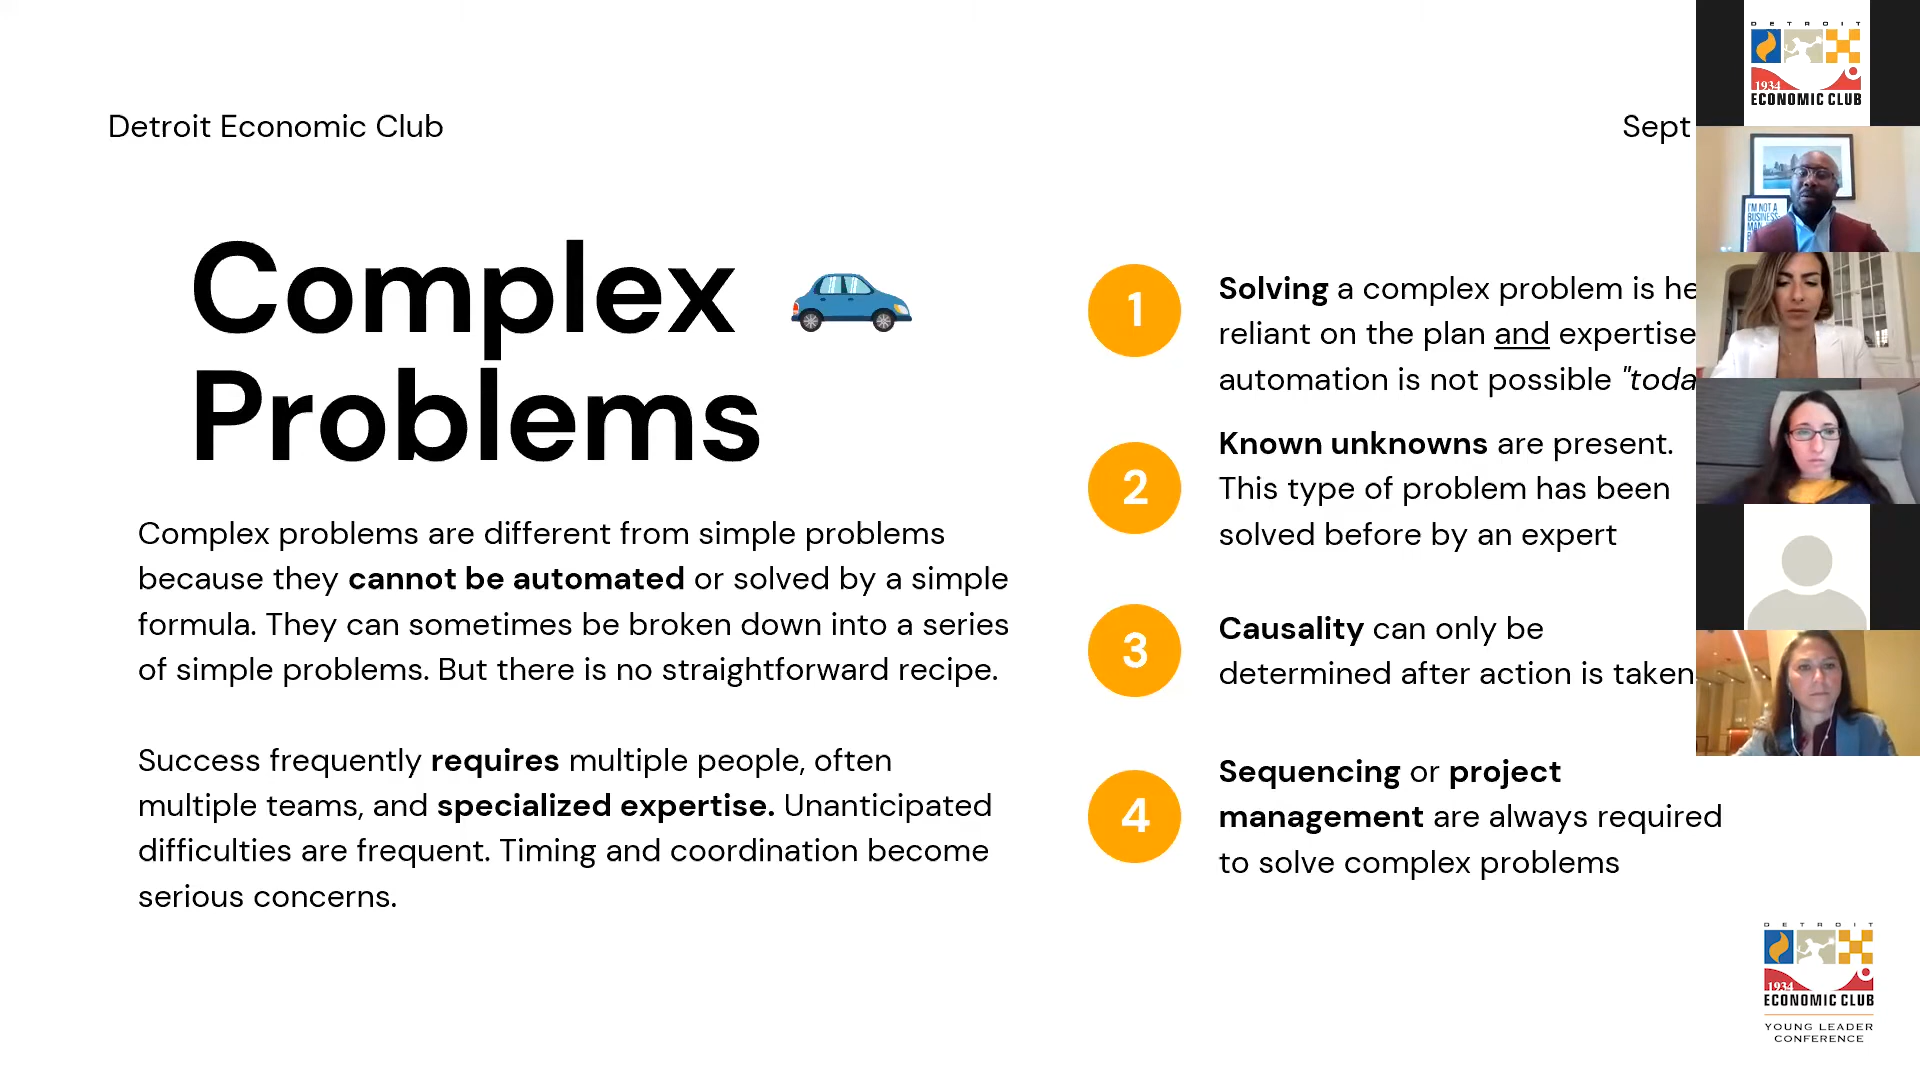 Detroit Economic Club
Sept
Complex
Problems
Complex problems are different from simple problems
because they cannot be automated or solved by a simple
formula. They can sometimes be broken down into a series
of simple problems. But there is no straightforward recipe.
Success frequently requires multiple people, often
multiple teams, and specialized expertise. Unanticipated
difficulties are frequent. Timing and coordination become
serious concerns.
1
Solving a complex problem is he
reliant on the plan and expertise
automation is not possible "toda
2
Known unknowns are present.
This type of problem has been
solved before by an expert
3
Causality can only be
determined after action is taken
4
Sequencing or project
management are always required
to solve complex problems
DETROIT
1934
ECONOMIC CLUB
I'M NOT A
BUSINESS
MAN
DETROIT
1934
ECONOMIC CLUB
YOUNG LEADER
CONFERENCE